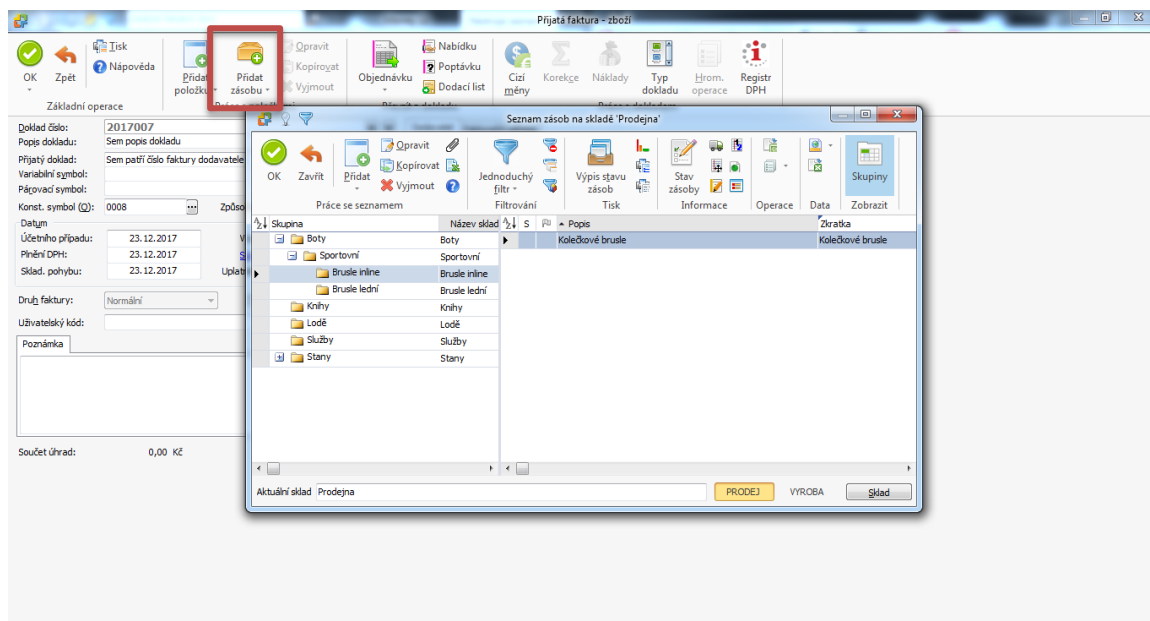 Přijatá faktura - zboží
OK
Zpět
Tisk
Nápověda
Základní operace
Přidat položku
Přidat zásobu
Opravit
Kopírovat
Vyjmout
Objednávku
Nabídku
Poptávku
Dodací list
Cizí měny
Korekce
Náklady
Typ dokladu
Hrom. operace
Registr DPH
Doklad číslo: 2017007
Popis dokladu: Sem popis dokladu
Přijatý doklad: Sem patří číslo faktury dodavatele
Variabilní symbol:
Párovací symbol:
Konst. symbol (Q): 0008 ... Způso
Datum
Účetního případu: 23.12.2017
Plnění DPH: 23.12.2017
Sklad. pohybu: 23.12.2017 Uplat
Druh faktury: Normální
Uživatelský kód:
Poznámka
Součet úhrad: 0,00 Kč
Seznam zásob na skladě 'Prodejna'
OK
Zavřít
Přidat
Opravit
Kopírovat
Vyjmout
Práce se seznamem
Jednoduchý filtr
Filtrování
Výpis stavu zásob
Tisk
Stav zásoby
Informace
Operace
Data
Skupiny
Zobrazit
Skupina Název sklad S Popis Zkratka
Boty Boty Kolečkové brusle Kolečkové brusle
Sportovní Sportovní
Brusle inline Brusle inline
Brusle lední Brusle lední
Knihy Knihy
Lodě Lodě
Služby Služby
Stany Stany
Aktuální sklad Prodejna PRODEJ VYROBA Sklad